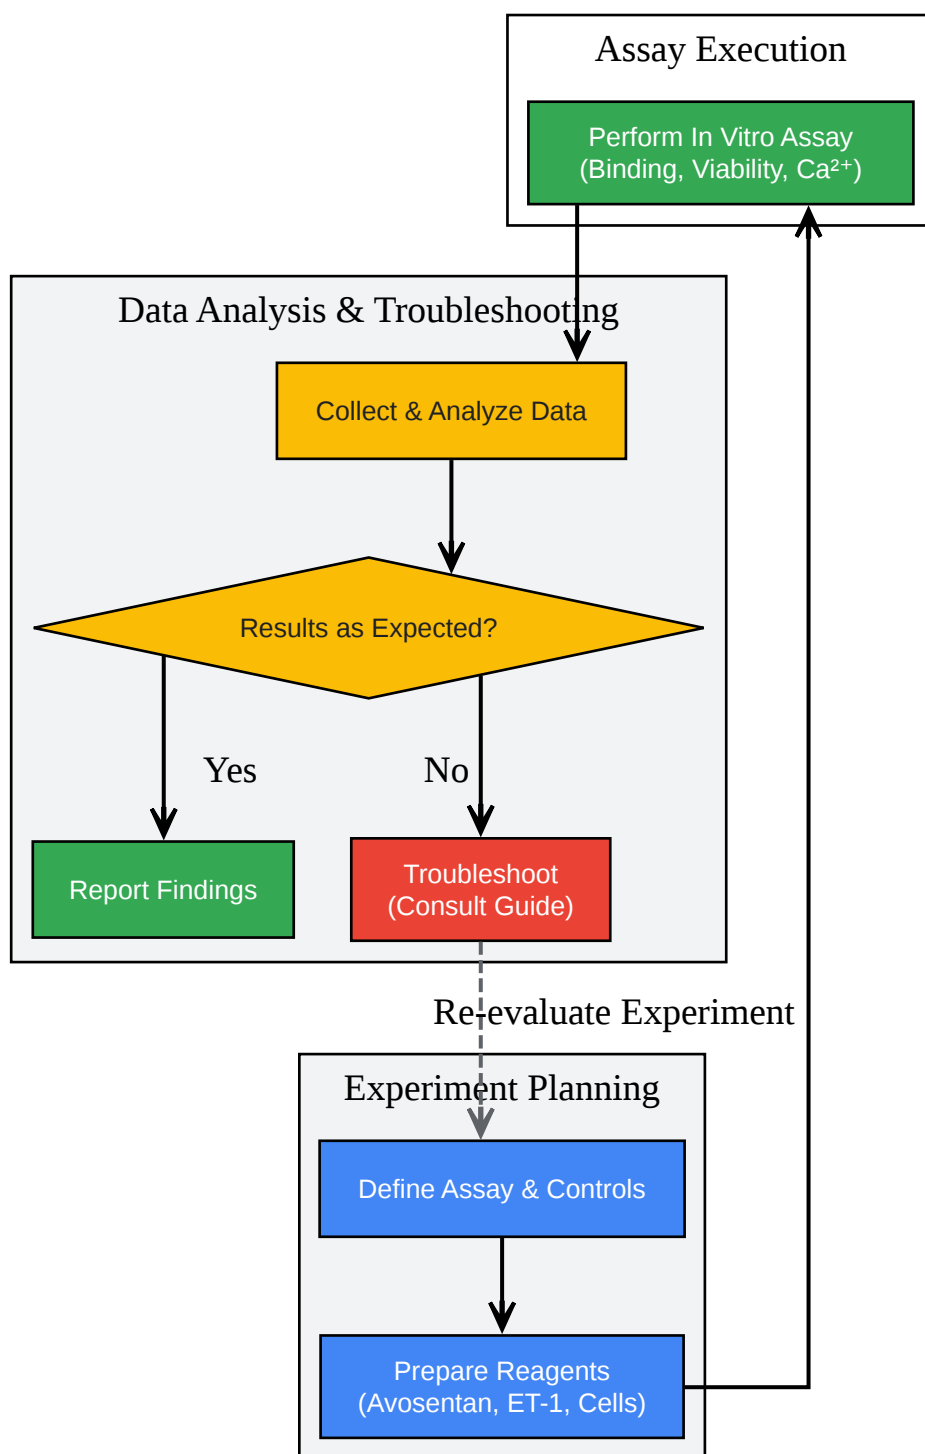 Assay Execution
Perform In Vitro Assay
(Binding, Viability, Ca²⁺)
Data Analysis & Troubleshooting
Collect & Analyze Data
Results as Expected?
Yes
No
Report Findings
Troubleshoot
(Consult Guide)
Re-evaluate Experiment
Experiment Planning
Define Assay & Controls
Prepare Reagents
(Avosentan, ET-1, Cells)